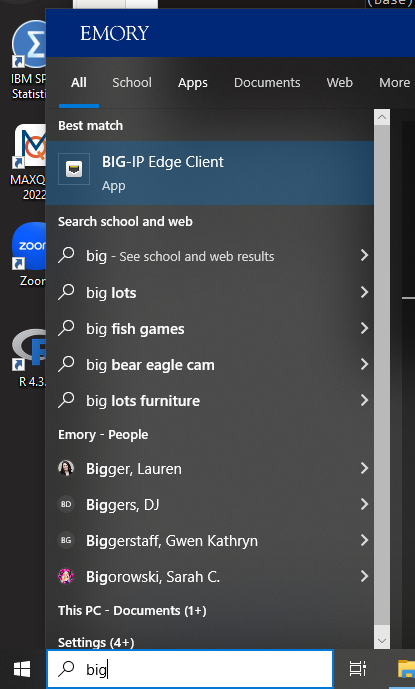 (base)
EMORY
IBM SP
Statisti
MAXQ
2022
zoo
Zoo
R 4.3.
All School Apps Documents Web More
Best match
BIG-IP Edge Client
App
Search school and web
big - See school and web results
big lots
big fish games
big bear eagle cam
big lots furniture
Emory - People
Bigger, Lauren
BD Biggers, DJ
BG Biggerstaff, Gwen Kathryn
Bigorowski, Sarah C.
This PC - Documents (1+)
Settings (4+)
big